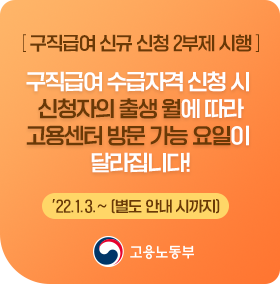 [ 구직급여 신규 신청 2부제 시행 ]
구직급여 수급자격 신청 시
신청자의 출생 월에 따라
고용센터 방문 가능 요일이
달라집니다!
’22.1.3.~ (별도 안내 시까지)
고용노동부